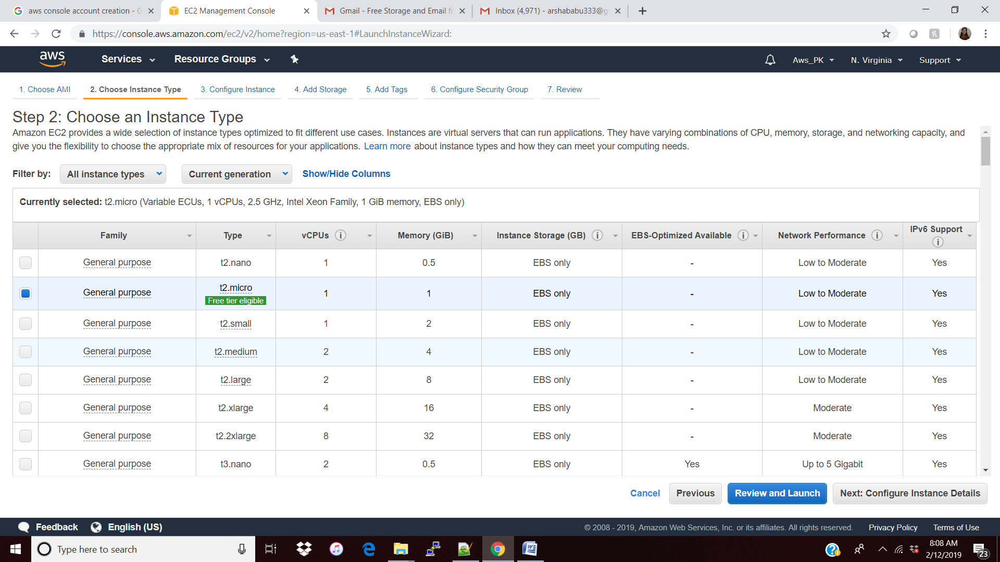 aws console account creation - G
EC2 Management Console
Gmail - Free Storage and Email fr
Inbox (4,971) - arshababu333@g
https://console.aws.amazon.com/ec2/v2/home?region=us-east-1#LaunchInstanceWizard:
aws Services Resource Groups Aws_PK N. Virginia Support
1. Choose AMI 2. Choose Instance Type 3. Configure Instance 4. Add Storage 5. Add Tags 6. Configure Security Group 7. Review
Step 2: Choose an Instance Type
Amazon EC2 provides a wide selection of instance types optimized to fit different use cases. Instances are virtual servers that can run applications. They have varying combinations of CPU, memory, storage, and networking capacity, and
give you the flexibility to choose the appropriate mix of resources for your applications. Learn more about instance types and how they can meet your computing needs.
Filter by: All instance types Current generation Show/Hide Columns
Currently selected: t2.micro (Variable ECUs, 1 vCPUs, 2.5 GHz, Intel Xeon Family, 1 GiB memory, EBS only)
Family Type vCPUs Memory (GiB) Instance Storage (GB) EBS-Optimized Available Network Performance IPv6 Support
General purpose t2.nano 1 0.5 EBS only - Low to Moderate Yes
General purpose t2.micro Free tier eligible 1 1 EBS only - Low to Moderate Yes
General purpose t2.small 1 2 EBS only - Low to Moderate Yes
General purpose t2.medium 2 4 EBS only - Low to Moderate Yes
General purpose t2.large 2 8 EBS only - Low to Moderate Yes
General purpose t2.xlarge 4 16 EBS only - Moderate Yes
General purpose t2.2xlarge 8 32 EBS only - Moderate Yes
General purpose t3.nano 2 0.5 EBS only Yes Up to 5 Gigabit Yes
Cancel Previous Review and Launch Next: Configure Instance Details
Feedback English (US) © 2008 - 2019, Amazon Web Services, Inc. or its affiliates. All rights reserved. Privacy Policy Terms of Use
Type here to search
8:08 AM
2/12/2019
23